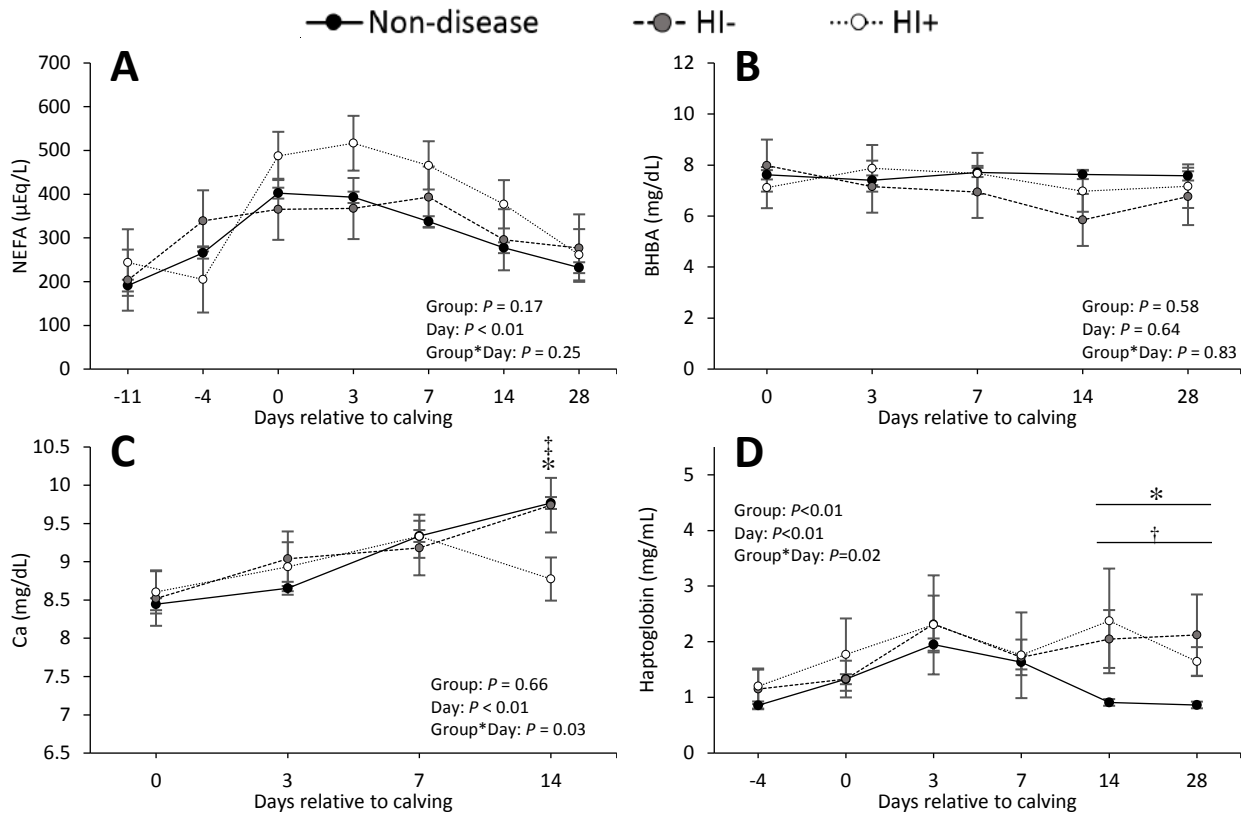 Non-disease HI- HI+
A
NEFA (µEq/L)
700
600
500
400
300
200
100
0
-11 -4 0 3 7 14 28
Days relative to calving
Group: P = 0.17
Day: P < 0.01
Group*Day: P = 0.25
B
BHBA (mg/dL)
12
10
8
6
4
2
0
0 3 7 14 28
Days relative to calving
Group: P = 0.58
Day: P = 0.64
Group*Day: P = 0.83
C
Ca (mg/dL)
10.5
10
9.5
9
8.5
8
7.5
7
6.5
0 3 7 14
Days relative to calving
‡
*
Group: P = 0.66
Day: P < 0.01
Group*Day: P = 0.03
D
Haptoglobin (mg/mL)
5
4
3
2
1
0
-4 0 3 7 14 28
Days relative to calving
Group: P<0.01
Day: P<0.01
Group*Day: P=0.02
*
†